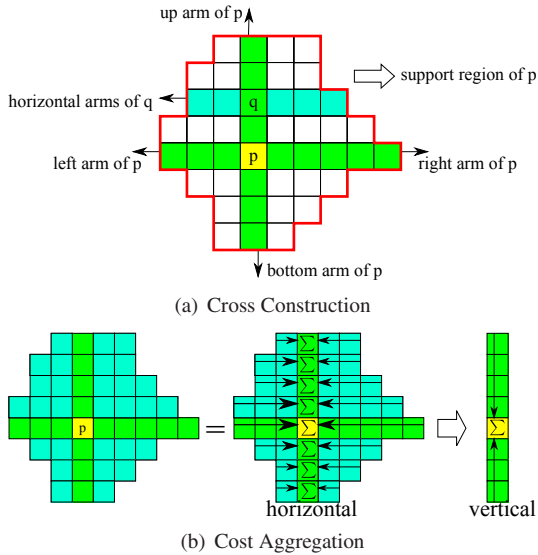 up arm of p
support region of p
horizontal arms of q
q
left arm of p
p
right arm of p
bottom arm of p
(a) Cross Construction
∑
∑
∑
∑
p = ∑ ∑
∑
∑
∑
horizontal vertical
(b) Cost Aggregation